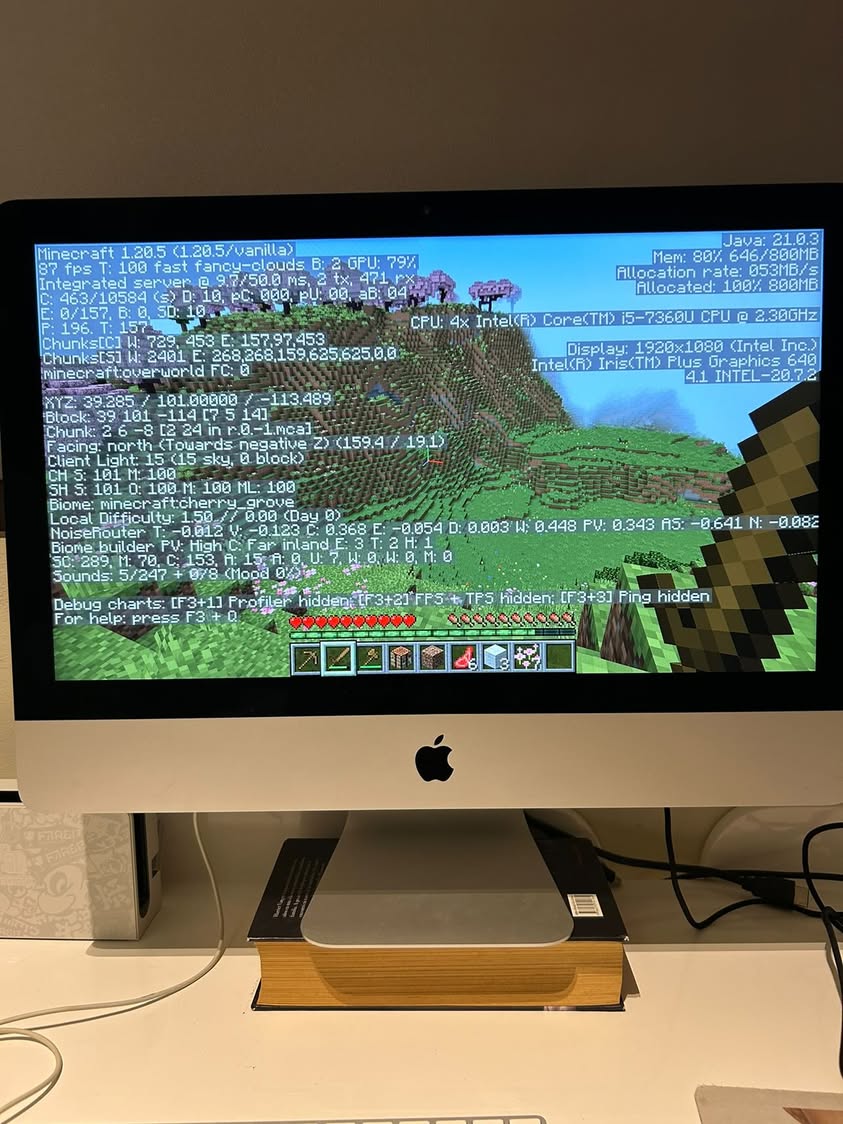 Minecraft 1.20.5 (1.20.5/vanilla)
87 fps T: 100 fast fancy-clouds B: 2 GPU: 79%
Integrated server @ 9.7/50.0 ms, 2 tx, 471 rx
C: 463/10584 (s) D: 10, pC: 000, pU: 00, aB: 04
E: 0/157, B: 0, SD: 10
P: 196. T: 157
Chunks[C] W: 729, 453 E: 157,97,453
Chunks[S] W: 2401 E: 268,268,159,625,625,0,0
minecraft:overworld FC: 0
XYZ: 39.285 / 101.00000 / -113.489
Block: 39 101 -114 [7 5 14]
Chunk: 2 6 -8 [2 24 in r.0.-1.mca]
Facing: north (Towards negative Z) (159.4 / 19.1)
Client Light: 15 (15 sky, 0 block)
CH S: 101 M: 100
SH S: 101 O: 100 M: 100 ML: 100
Biome: minecraft:cherry_grove
Local Difficulty: 1.50 // 0.00 (Day 0)
NoiseRouter T: -0.012 V: -0.123 C: 0.368 E: -0.054 D: 0.003 W: 0.448 PV: 0.343 AS: -0.641 N: -0.082
Biome builder PV: High C: Far inland E: 3 T: 2 H: 1
SC: 289, M: 70, C: 153, A: 15, A: 0, U: 7, W: 0, W: 0, M: 0
Sounds: 5/247 + 0/8 (Mood 0%)
Debug charts: [F3+1] Profiler hidden; [F3+2] FPS + TPS hidden; [F3+3] Ping hidden
For help: press F3 + Q
Java: 21.0.3
Mem: 80% 646/800MB
Allocation rate: 053MB/s
Allocated: 100% 800MB
CPU: 4x Intel(R) Core(TM) i5-7360U CPU @ 2.30GHz
Display: 1920x1080 (Intel Inc.)
Intel(R) Iris(TM) Plus Graphics 640
4.1 INTEL-20.7.2
6
3
7